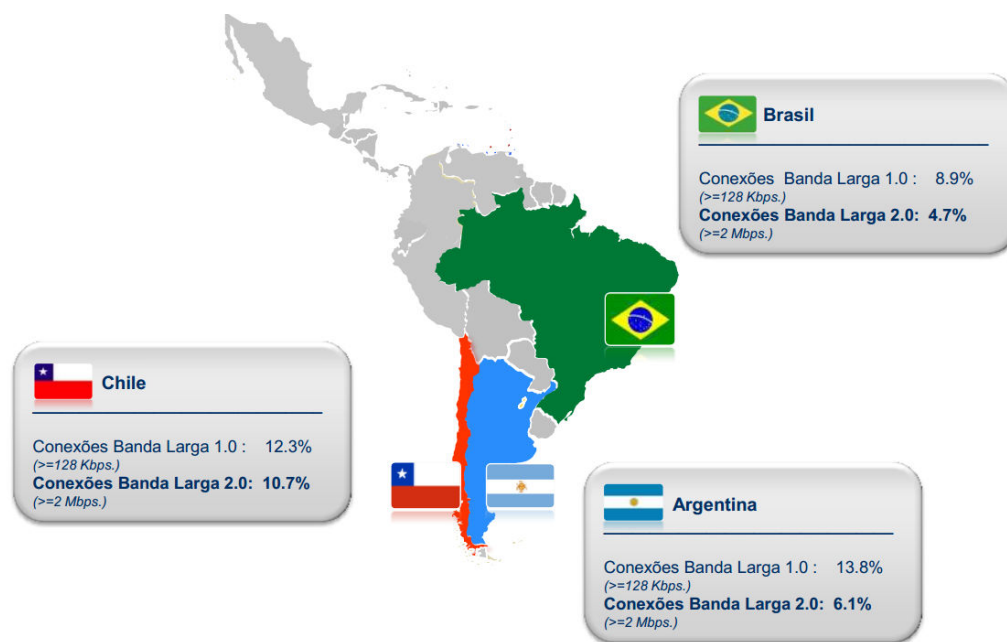 Brasil
Conexões Banda Larga 1.0 : 8.9%
(>=128 Kbps.)
Conexões Banda Larga 2.0: 4.7%
(>=2 Mbps.)
Chile
Conexões Banda Larga 1.0 : 12.3%
(>=128 Kbps.)
Conexões Banda Larga 2.0: 10.7%
(>=2 Mbps.)
Argentina
Conexões Banda Larga 1.0 : 13.8%
(>=128 Kbps.)
Conexões Banda Larga 2.0: 6.1%
(>=2 Mbps.)